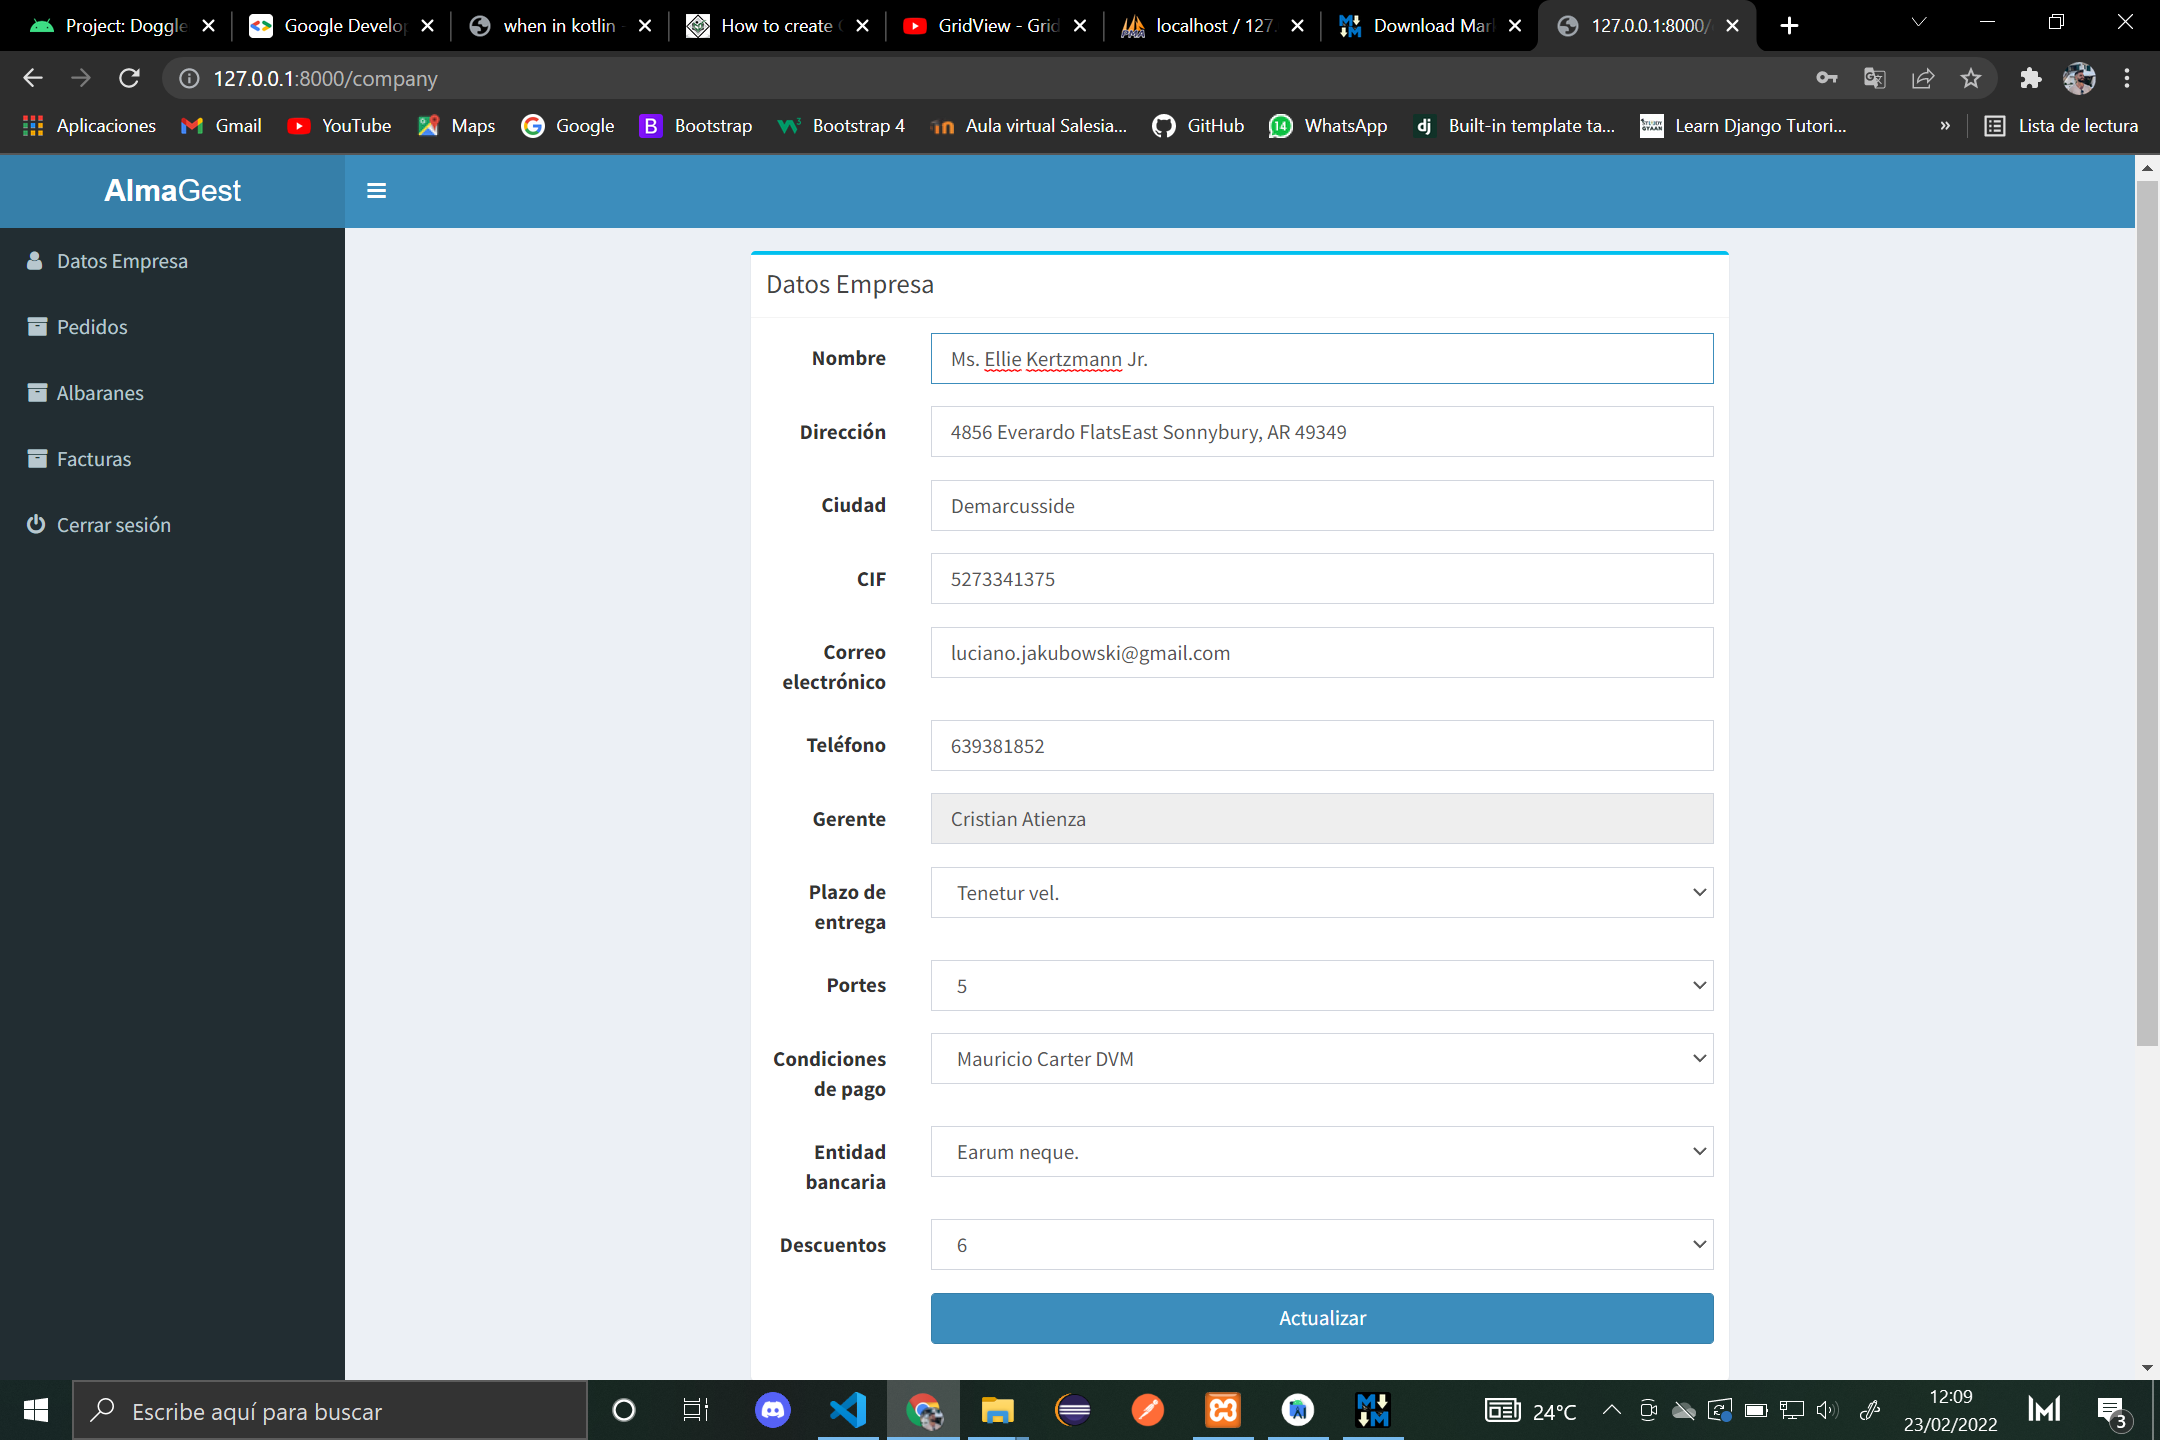 Project: Doggle
Google Develop
when in kotlin -
How to create
GridView - Grid
localhost / 127.
Download Mark
127.0.0.1:8000/
127.0.0.1:8000/company
Aplicaciones
Gmail
YouTube
Maps
Google
Bootstrap
Bootstrap 4
Aula virtual Salesia...
GitHub
WhatsApp
Built-in template ta...
Learn Django Tutori...
»
Lista de lectura
AlmaGest
Datos Empresa
Pedidos
Albaranes
Facturas
Cerrar sesión
Datos Empresa
Nombre
Ms. Ellie Kertzmann Jr.
Dirección
4856 Everardo FlatsEast Sonnybury, AR 49349
Ciudad
Demarcusside
CIF
5273341375
Correo
electrónico
luciano.jakubowski@gmail.com
Teléfono
639381852
Gerente
Cristian Atienza
Plazo de
entrega
Tenetur vel.
Portes
5
Condiciones
de pago
Mauricio Carter DVM
Entidad
bancaria
Earum neque.
Descuentos
6
Actualizar
Escribe aquí para buscar
24°C
12:09
23/02/2022
3